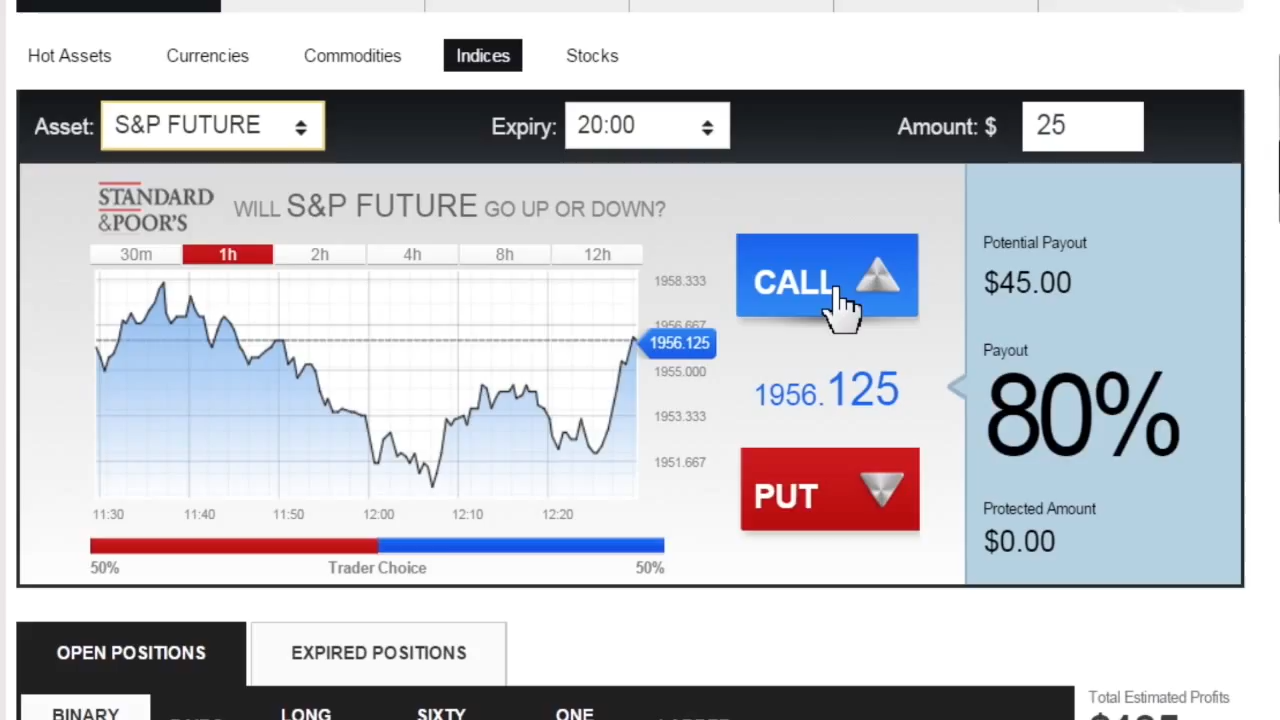 Hot Assets Currencies Commodities Indices Stocks
Asset: S&P FUTURE Expiry: 20:00 Amount: $ 25
STANDARD
&POOR'S
WILL S&P FUTURE GO UP OR DOWN?
30m 1h 2h 4h 8h 12h
1958.333
1956.667
1956.125
1955.000
1953.333
1951.667
11:30 11:40 11:50 12:00 12:10 12:20
50% Trader Choice 50%
CALL
1956.125
PUT
Potential Payout
$45.00
Payout
80%
Protected Amount
$0.00
OPEN POSITIONS EXPIRED POSITIONS
BINARY LONG SIXTY ONE
Total Estimated Profits